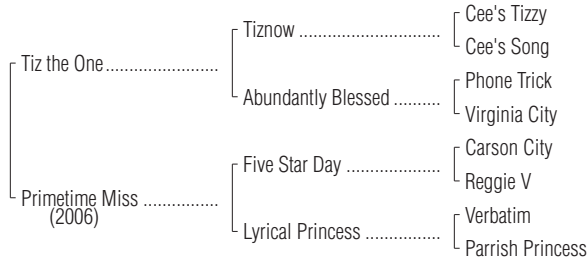 Cee's Tizzy
Tiznow
Cee's Song
Tiz the One
Phone Trick
Abundantly Blessed
Virginia City
Carson City
Five Star Day
Reggie V
Primetime Miss
(2006)
Verbatim
Lyrical Princess
Parrish Princess